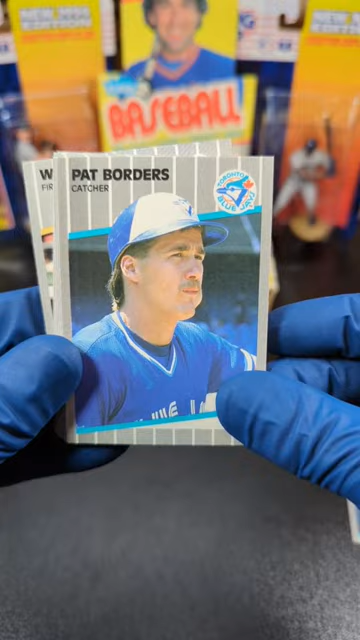 BASEBALL
W
FIR
PAT BORDERS
CATCHER
TORONTO
BLUE JAYS